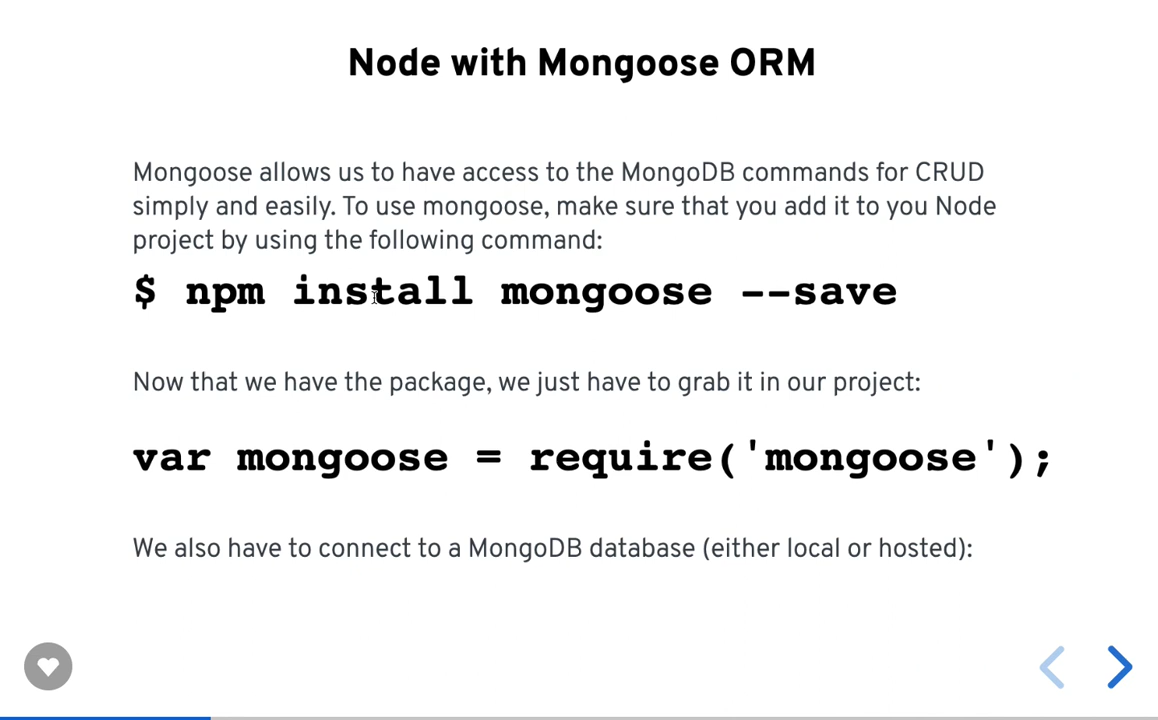 Node with Mongoose ORM
Mongoose allows us to have access to the MongoDB commands for CRUD
simply and easily. To use mongoose, make sure that you add it to you Node
project by using the following command:
$ npm install mongoose --save
Now that we have the package, we just have to grab it in our project:
var mongoose = require('mongoose');
We also have to connect to a MongoDB database (either local or hosted):